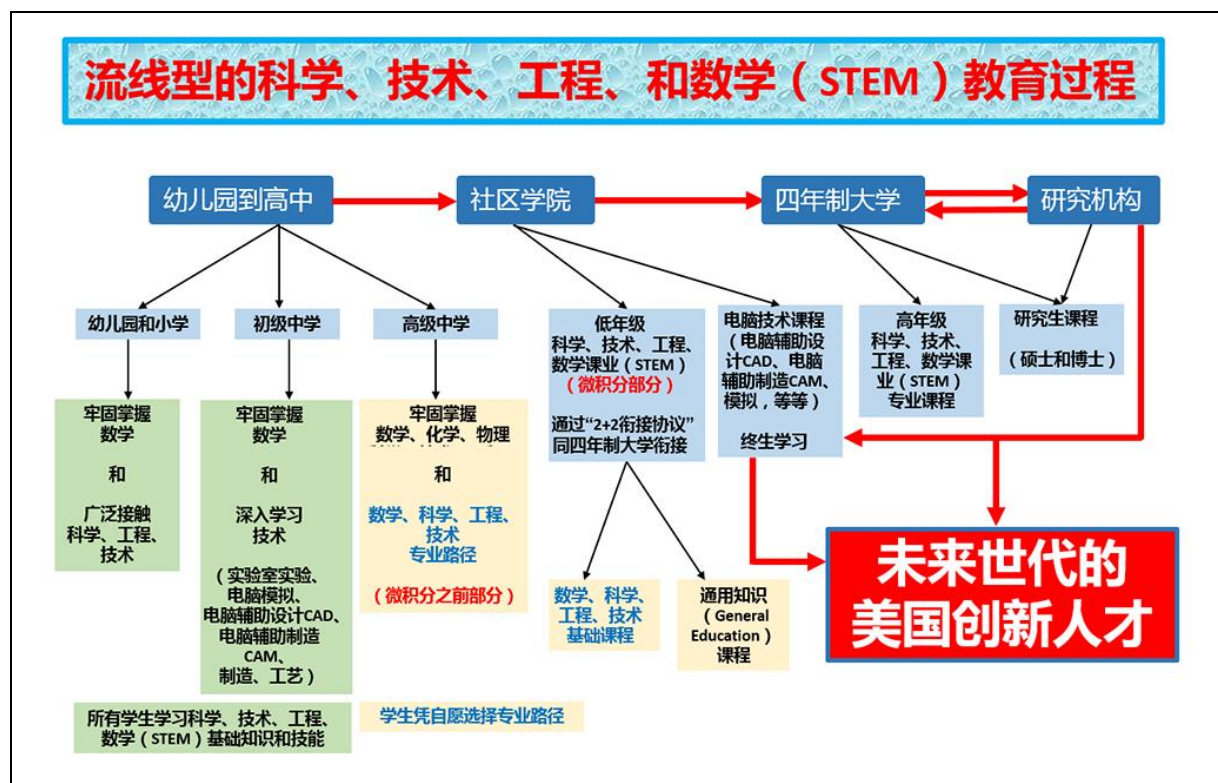 流线型的科学、技术、工程、和数学（STEM）教育过程
幼儿园到高中
社区学院
四年制大学
研究机构
幼儿园和小学
初级中学
高级中学
低年级
科学、技术、工程、
数学课业（STEM）
（微积分部分）
通过“2+2衔接协议”
同四年制大学衔接
电脑技术课程
（电脑辅助设
计CAD、电脑
辅助制造CAM、
模拟，等等）
终生学习
高年级
科学、技术、
工程、数学课
业（STEM）
专业课程
研究生课程
（硕士和博士）
牢固掌握
数学
和
广泛接触
科学、工程、
技术
牢固掌握
数学
和
深入学习
技术
（实验室实验、
电脑模拟、
电脑辅助设计CAD、
电脑辅助制造
CAM、
制造、工艺）
牢固掌握
数学、化学、物理
和
数学、科学、工程、
技术
专业路径
（微积分之前部分）
数学、科学、
工程、技术
基础课程
通用知识
（General
Education）
课程
未来世代的
美国创新人才
所有学生学习科学、技术、工程、
数学（STEM）基础知识和技能
学生凭自愿选择专业路径